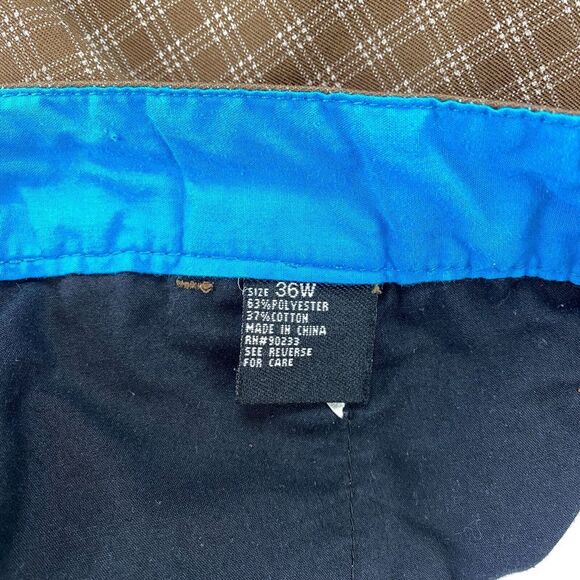 SIZE 36W
63%POLYESTER
37%COTTON
MADE IN CHINA
RN#90233
SEE REVERSE
FOR CARE